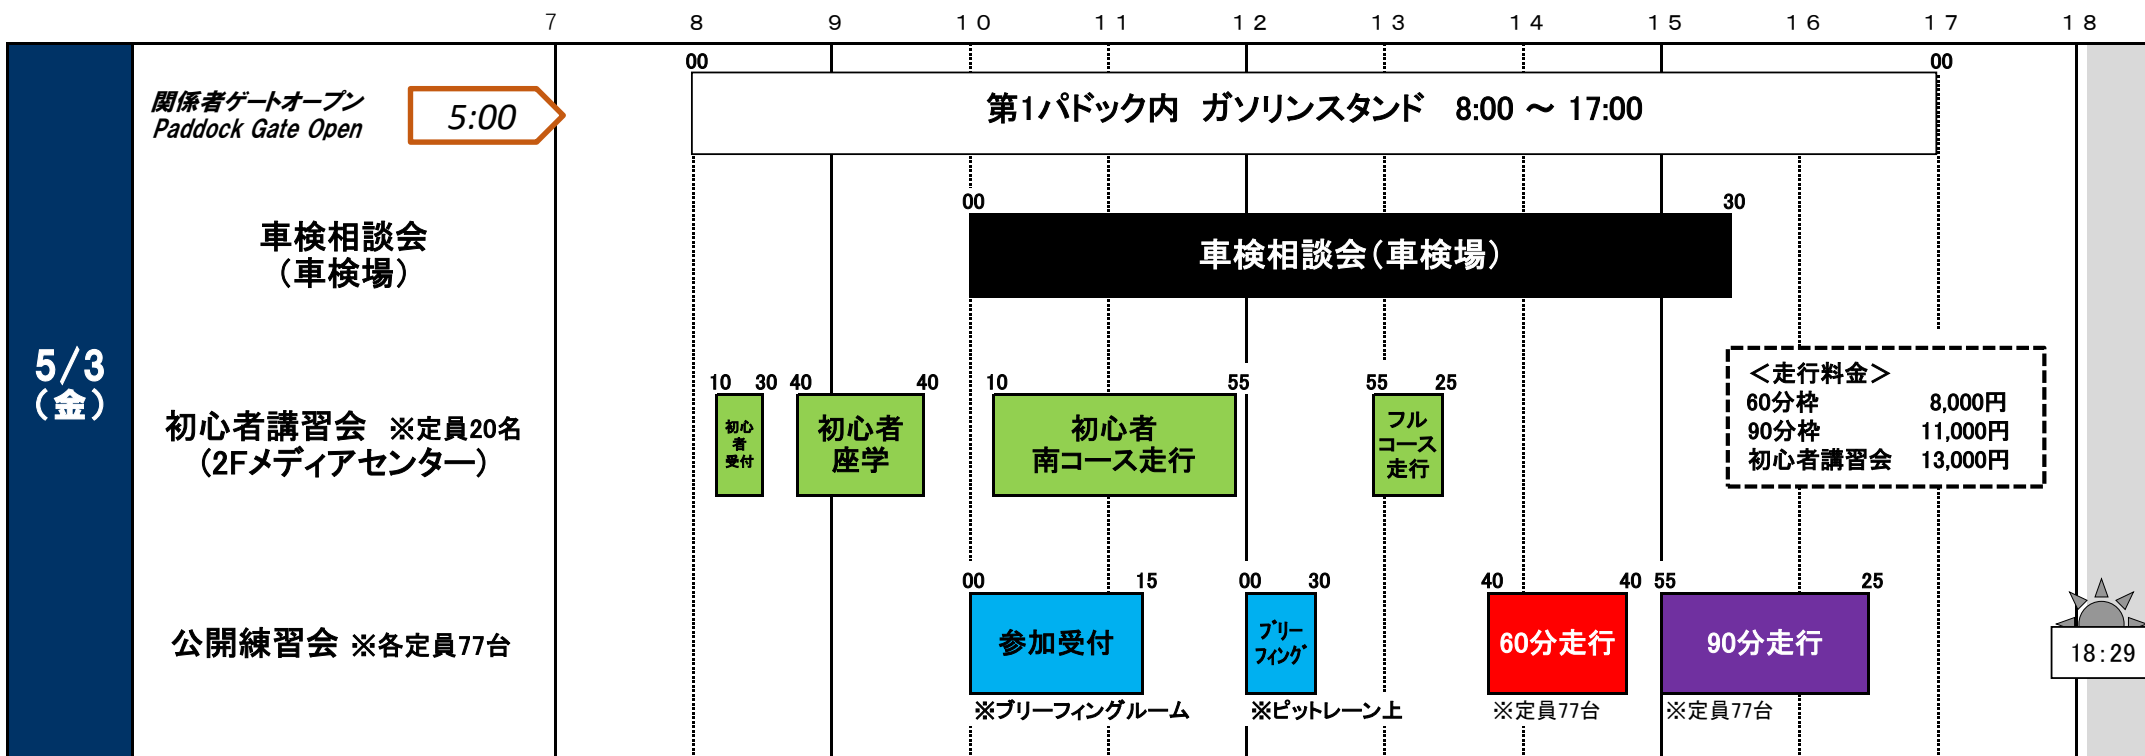 7 8 9 10 11 12 13 14 15 16 17 18
00 00
関係者ゲートオープン
Paddock Gate Open
5:00
第1パドック内 ガソリンスタンド 8:00 ～ 17:00
00 30
車検相談会
（車検場）
車検相談会（車検場）
5/3
（金）
＜走行料金＞
60分枠 8,000円
90分枠 11,000円
初心者講習会 13,000円
10 30 40 40 10 55 55 25
初心者講習会 ※定員20名
（2Fメディアセンター）
初心
者
受付
初心者
座学
初心者
南コース走行
フル
コース
走行
00 15 00 30 40 40 55 25
公開練習会 ※各定員77台
参加受付
ブリー
フィング
60分走行
90分走行
18:29
※ブリーフィングルーム
※ピットレーン上
※定員77台
※定員77台